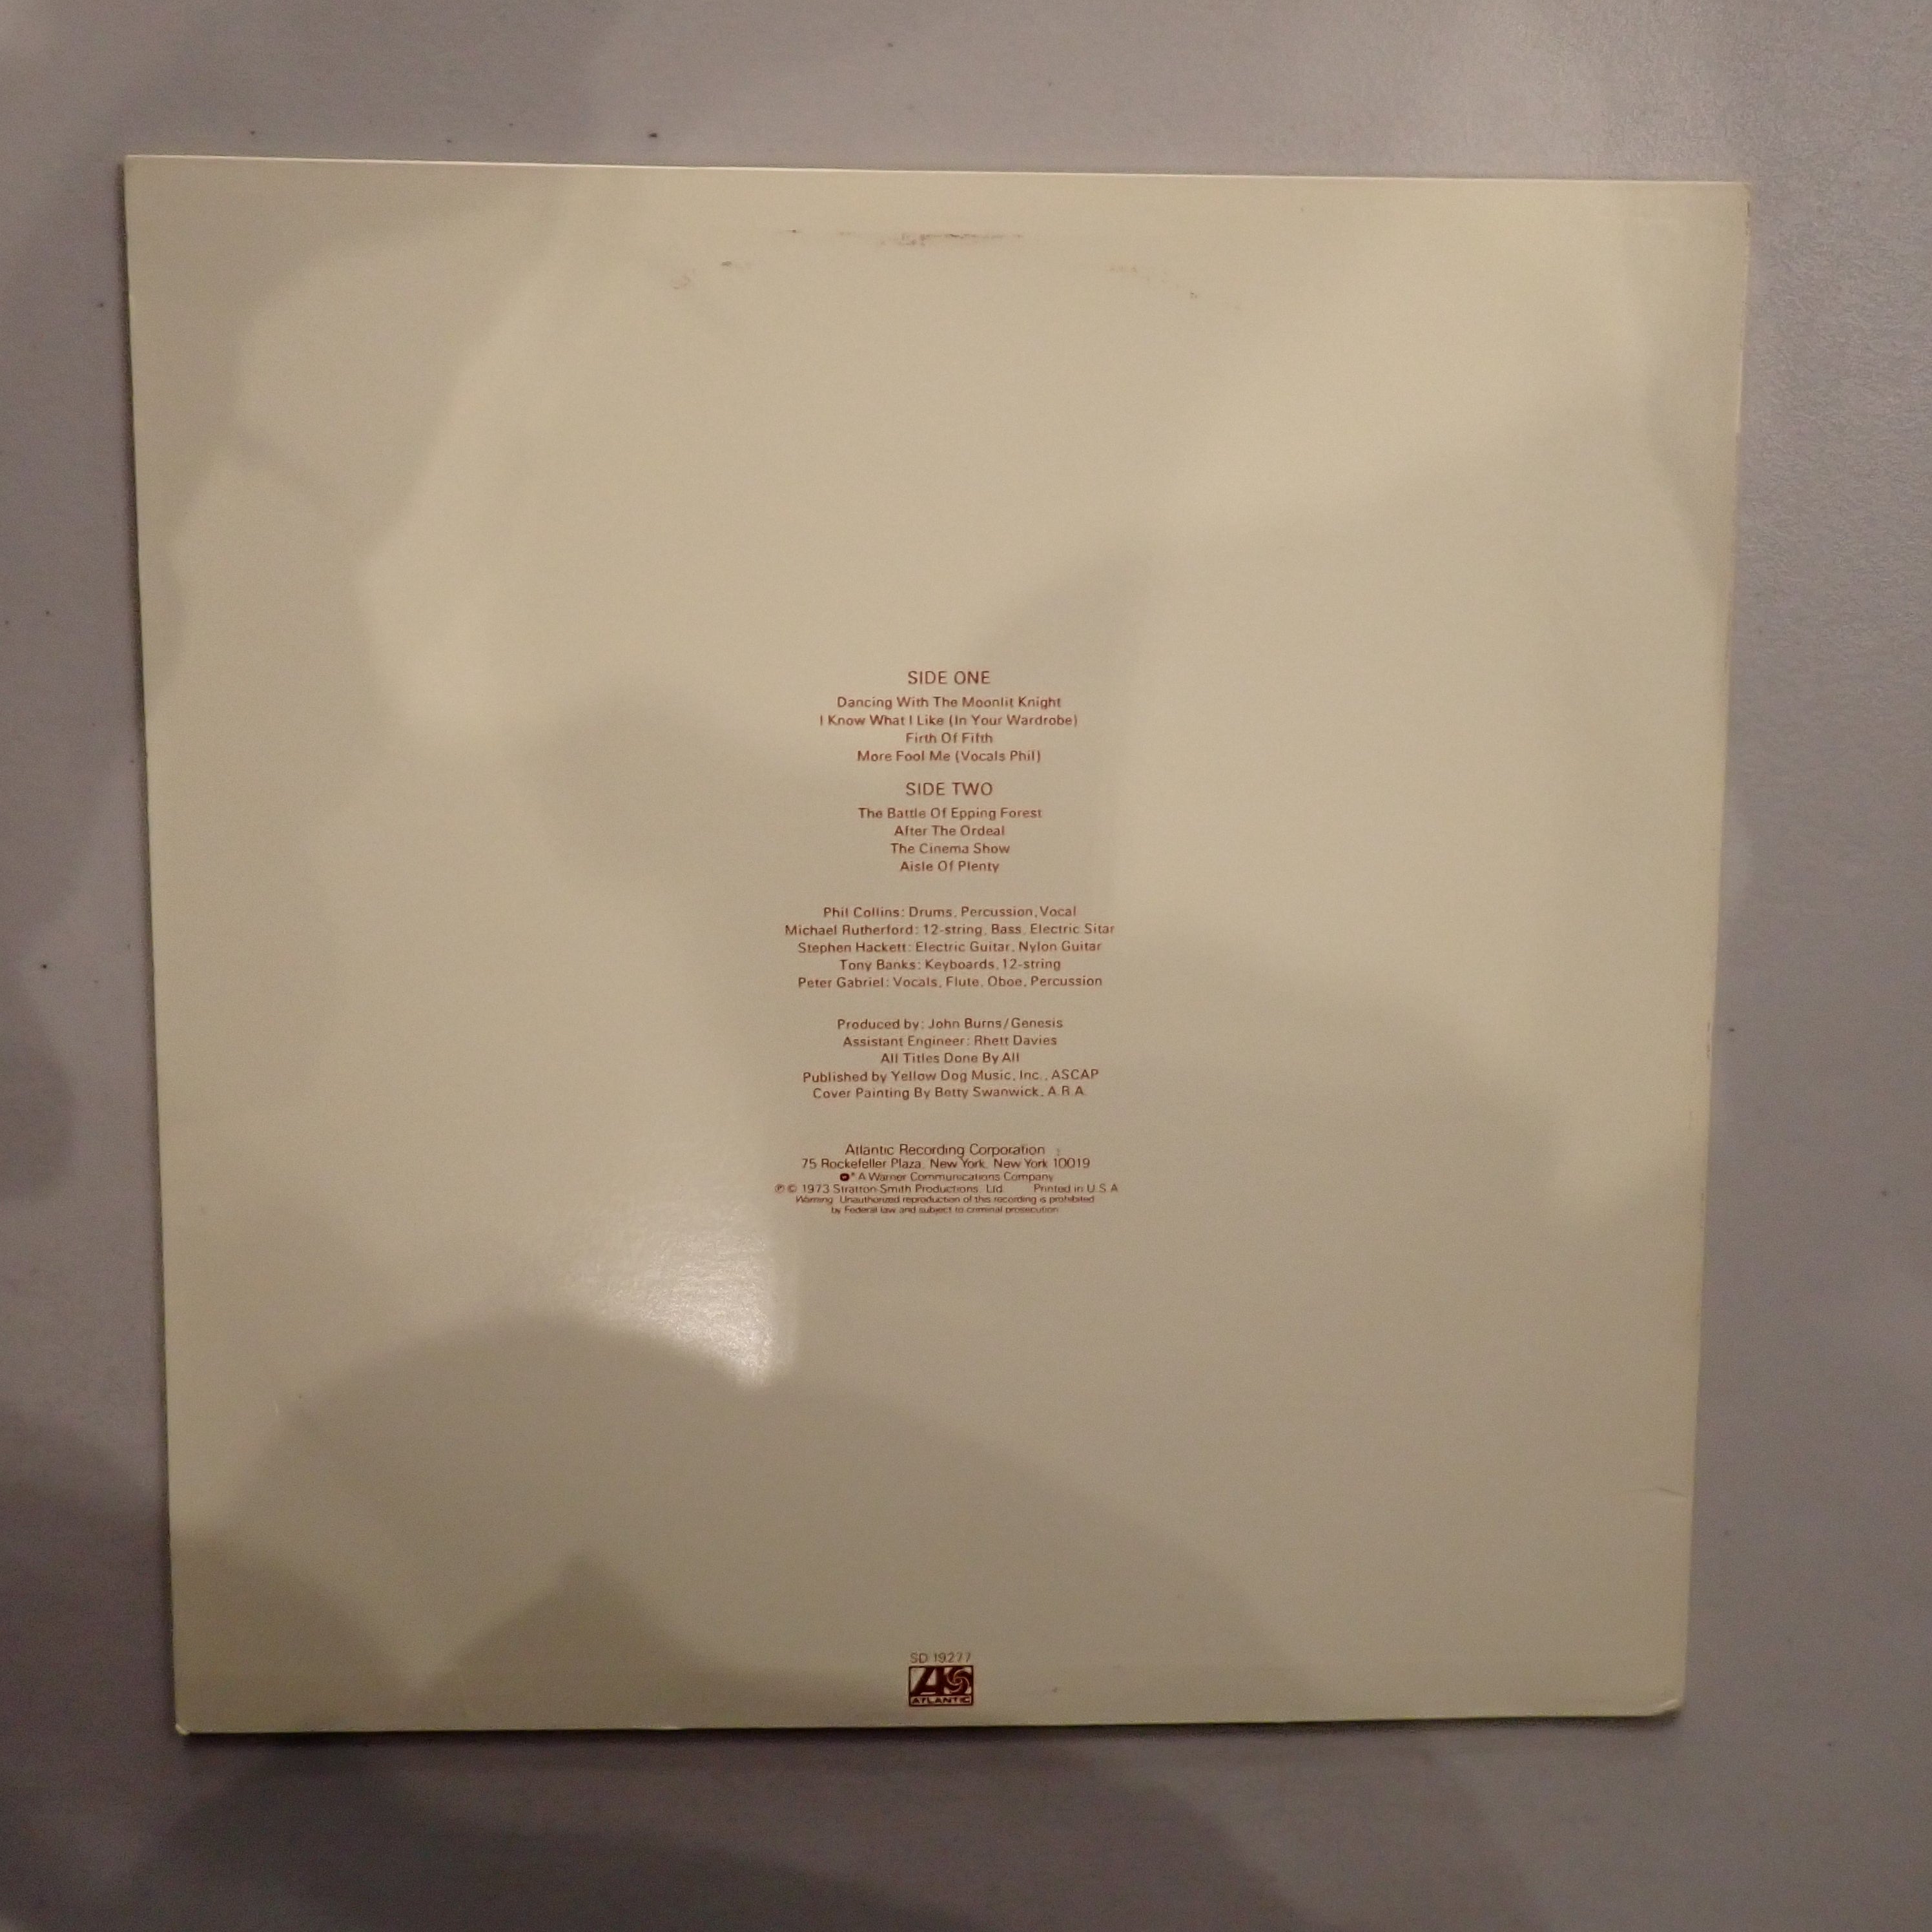 SIDE ONE
Dancing With The Moonlit Knight
I Know What I Like (In Your Wardrobe)
Firth Of Fifth
More Fool Me (Vocals Phil)
SIDE TWO
The Battle Of Epping Forest
After The Ordeal
The Cinema Show
Aisle Of Plenty
Phil Collins: Drums, Percussion, Vocal
Michael Rutherford: 12-string, Bass, Electric Sitar
Stephen Hackett: Electric Guitar, Nylon Guitar
Tony Banks: Keyboards, 12-string
Peter Gabriel: Vocals, Flute, Oboe, Percussion
Produced by: John Burns/Genesis
Assistant Engineer: Rhett Davies
All Titles Done By All
Published by Yellow Dog Music, Inc., ASCAP
Cover Painting By Betty Swanwick, A.R.A.
Atlantic Recording Corporation
75 Rockefeller Plaza, New York, New York 10019
A Warner Communications Company
℗ © 1973 Stratton-Smith Productions, Ltd. Printed in U.S.A.
Warning: Unauthorized reproduction of this recording is prohibited
by Federal law and subject to criminal prosecution.
SD 19277
ATLANTIC